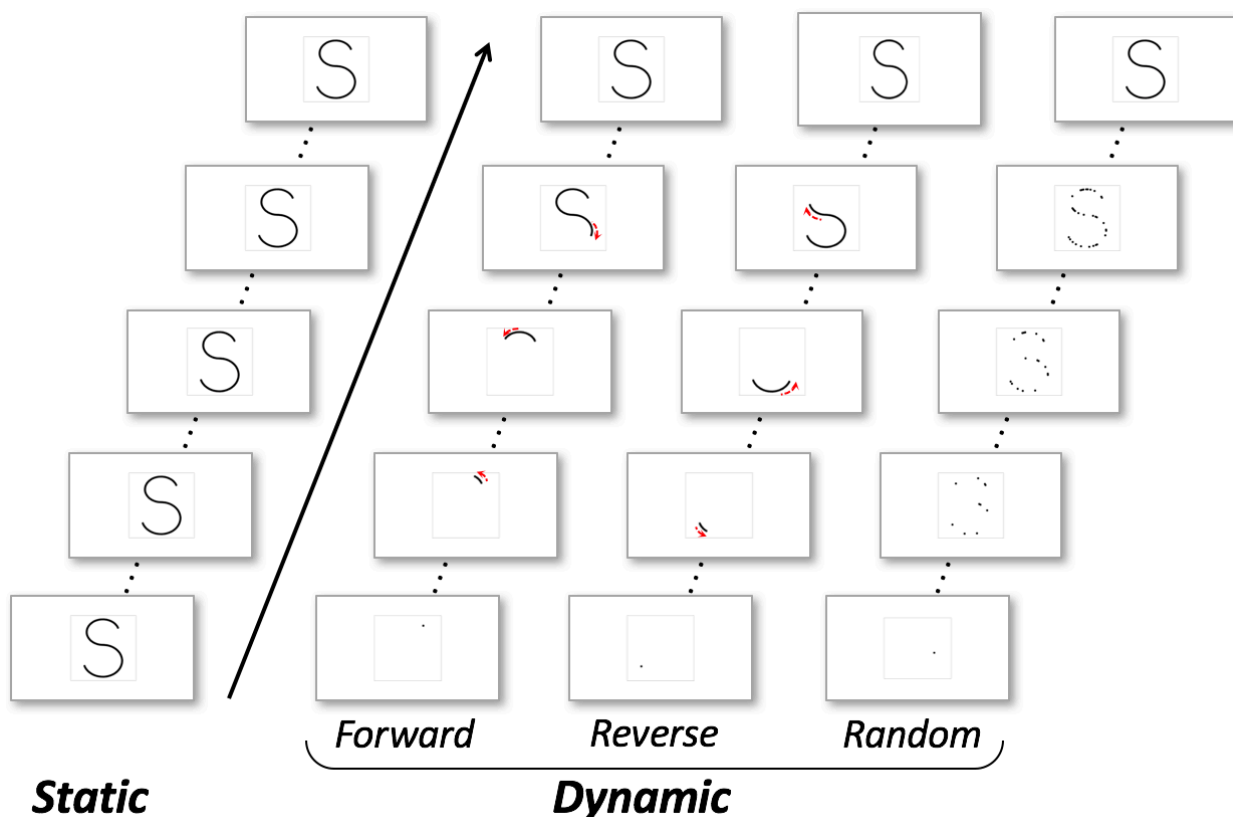 S S S S
S S
S
S
S
Forward Reverse Random
Static Dynamic